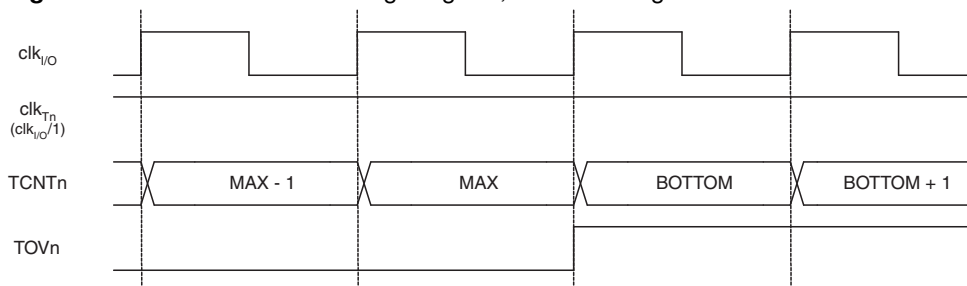 clk_I/O
clk_Tn
(clk_I/O/1)
TCNTn MAX - 1 MAX BOTTOM BOTTOM + 1
TOVn